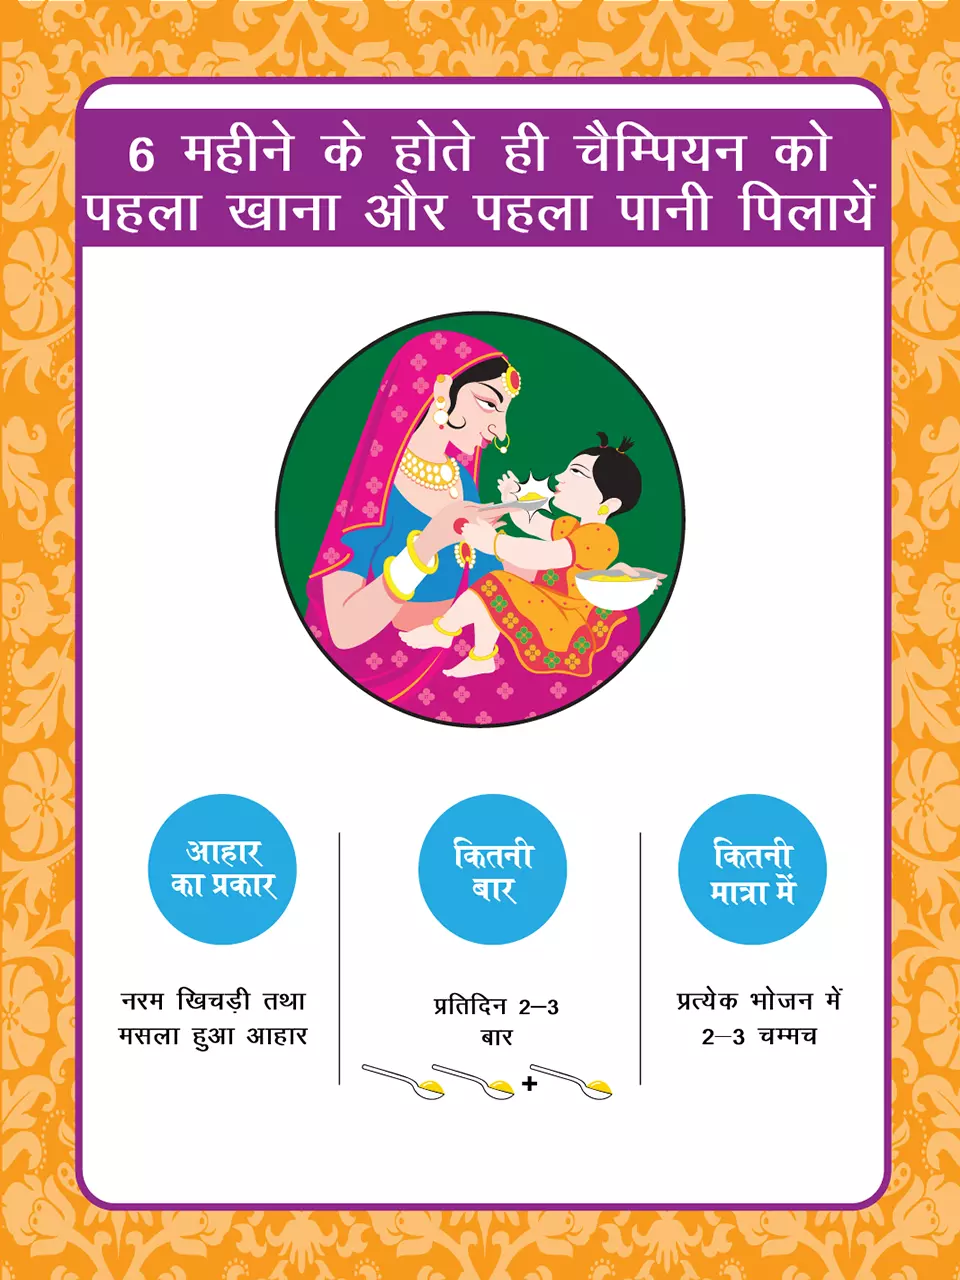 6 महीने के होते ही चैम्पियन को
पहला खाना और पहला पानी पिलायें
आहार
का प्रकार
कितनी
बार
कितनी
मात्रा में
नरम खिचड़ी तथा
मसला हुआ आहार
प्रतिदिन 2–3
बार
+
प्रत्येक भोजन में
2–3 चम्मच